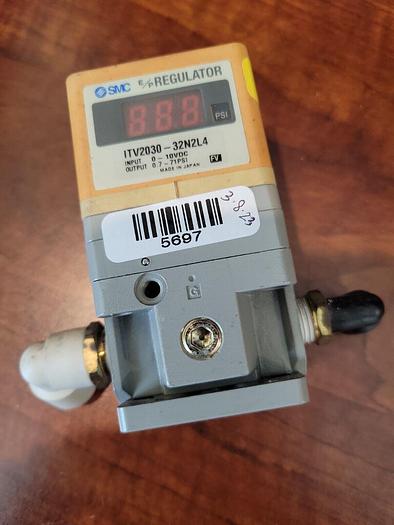 SMC E/P REGULATOR
888 PSI
ITV2030-32N2L4
INPUT 0-10VDC
OUTPUT 0.7-71PSI PV
MADE IN JAPAN
3.8.23
5697
A
G